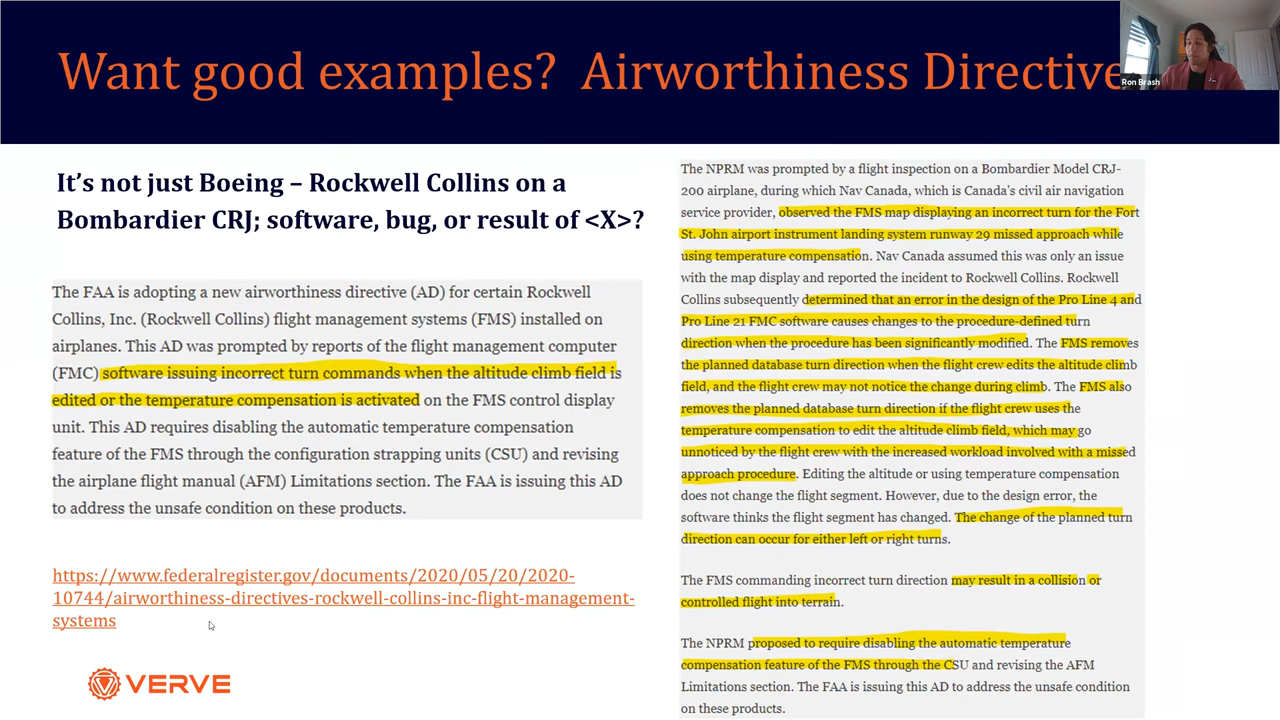 Want good examples? Airworthiness Directive
Ron Brash
It's not just Boeing – Rockwell Collins on a
Bombardier CRJ; software, bug, or result of <X>?
The FAA is adopting a new airworthiness directive (AD) for certain Rockwell
Collins, Inc. (Rockwell Collins) flight management systems (FMS) installed on
airplanes. This AD was prompted by reports of the flight management computer
(FMC) software issuing incorrect turn commands when the altitude climb field is
edited or the temperature compensation is activated on the FMS control display
unit. This AD requires disabling the automatic temperature compensation
feature of the FMS through the configuration strapping units (CSU) and revising
the airplane flight manual (AFM) Limitations section. The FAA is issuing this AD
to address the unsafe condition on these products.
https://www.federalregister.gov/documents/2020/05/20/2020-
10744/airworthiness-directives-rockwell-collins-inc-flight-management-
systems
VERVE
The NPRM was prompted by a flight inspection on a Bombardier Model CRJ-
200 airplane, during which Nav Canada, which is Canada's civil air navigation
service provider, observed the FMS map displaying an incorrect turn for the Fort
St. John airport instrument landing system runway 29 missed approach while
using temperature compensation. Nav Canada assumed this was only an issue
with the map display and reported the incident to Rockwell Collins. Rockwell
Collins subsequently determined that an error in the design of the Pro Line 4 and
Pro Line 21 FMC software causes changes to the procedure-defined turn
direction when the procedure has been significantly modified. The FMS removes
the planned database turn direction when the flight crew edits the altitude climb
field, and the flight crew may not notice the change during climb. The FMS also
removes the planned database turn direction if the flight crew uses the
temperature compensation to edit the altitude climb field, which may go
unnoticed by the flight crew with the increased workload involved with a missed
approach procedure. Editing the altitude or using temperature compensation
does not change the flight segment. However, due to the design error, the
software thinks the flight segment has changed. The change of the planned turn
direction can occur for either left or right turns.
The FMS commanding incorrect turn direction may result in a collision or
controlled flight into terrain.
The NPRM proposed to require disabling the automatic temperature
compensation feature of the FMS through the CSU and revising the AFM
Limitations section. The FAA is issuing this AD to address the unsafe condition
on these products.